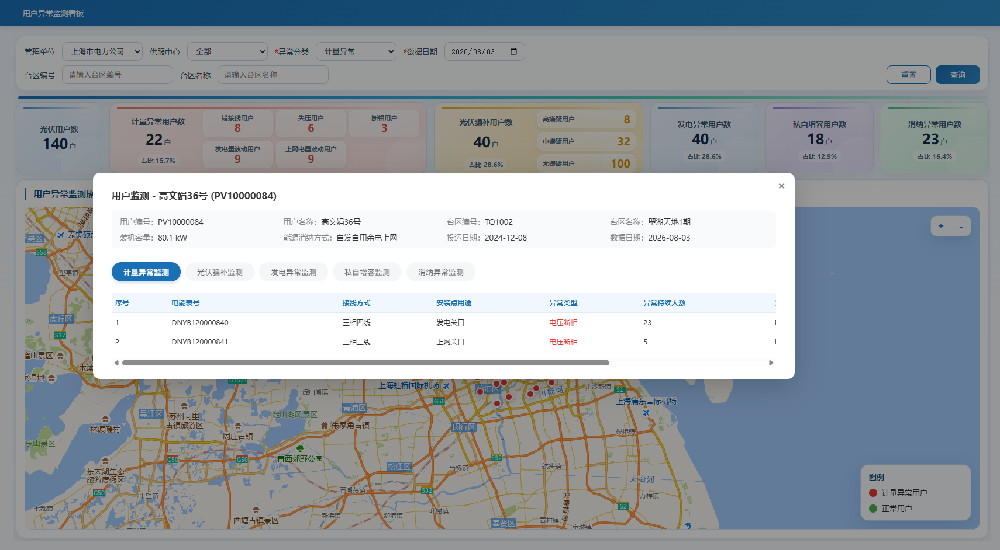 用户异常监测看板
管理单位 上海市电力公司 供服中心 全部 *异常分类 计量异常 *数据日期 2026/08/03
台区编号 请输入台区编号 台区名称 请输入台区名称 重置 查询
光伏用户数
140 户
计量异常用户数
22 户
占比 15.7%
错接线用户
8
失压用户
6
断相用户
3
发电量波动用户
9
上网电量波动用户
9
光伏骗补用户数
40 户
占比 28.6%
高嫌疑用户 8
中嫌疑用户 32
无嫌疑用户 100
发电异常用户数
40 户
占比 28.6%
私自增容用户数
18 户
占比 12.9%
消纳异常用户数
23 户
占比 16.4%
用户异常监测热
用户监测 - 高文娟36号 (PV10000084)
×
用户编号: PV10000084 用户名称: 高文娟36号 台区编号: TQ1002 台区名称: 翠湖天地1期
装机容量: 80.1 kW 能源消纳方式: 自发自用余电上网 投运日期: 2024-12-08 数据日期: 2026-08-03
计量异常监测 光伏骗补监测 发电异常监测 私自增容监测 消纳异常监测
序号 电能表号 接线方式 安装点用途 异常类型 异常持续天数
1 DNYB120000840 三相四线 发电关口 电压断相 23
2 DNYB120000841 三相三线 上网关口 电压断相 5
+ -
无锡硕放
S58
望亭镇
虎丘区
S17
木渎
G1521
上海虹桥国际机场
徐汇区
川杨河
川沙新镇
S1
淀山湖镇
G50
上海浦东国际机场
青浦区
吴江区
苏州同里
古镇旅游区
淀山湖风景区
朱家角古镇
闵行区
林渡暖村
周庄古镇
祝桥镇
东山景区
青西郊野公园
G50
G50
S32
松江区
马桥镇
航头镇
东太湖生态
旅游度假区
大治河
G50
平望镇
石湖荡镇
S32
沪奉高速
万祥镇
S2
七都镇
西塘古镇景区
新浜镇
泖港镇
叶榭镇
奉贤区
青村镇
奉城镇
图例
计量异常用户
正常用户